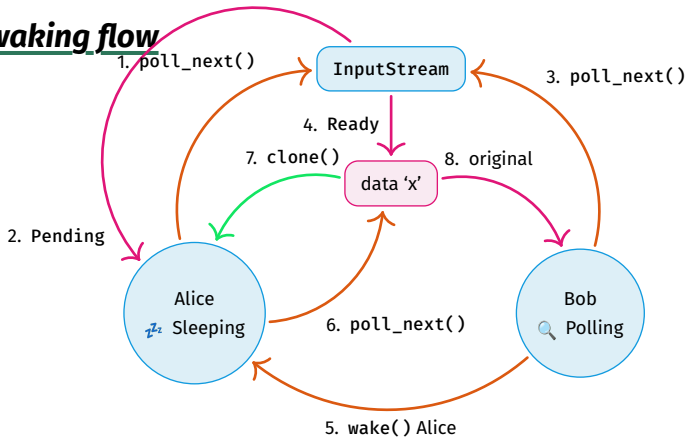 waking flow
1. poll_next()
InputStream
3. poll_next()
4. Ready
7. clone()
8. original
data ‘x’
2. Pending
Alice
💤 Sleeping
Bob
🔍 Polling
6. poll_next()
5. wake() Alice